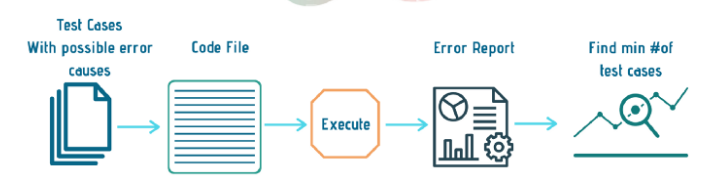 Test Cases
With possible error
causes
Code File
Execute
Error Report
Find min #of
test cases